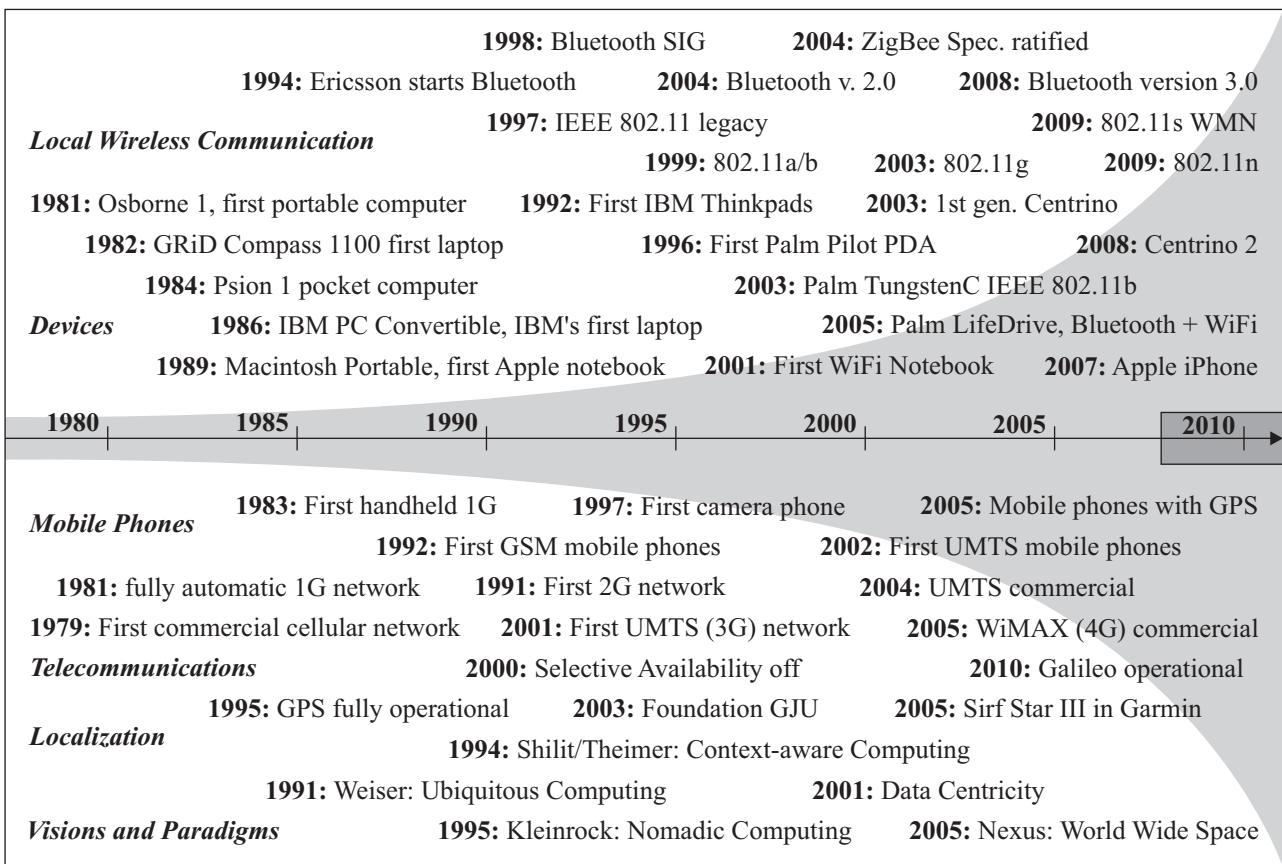 1998: Bluetooth SIG 2004: ZigBee Spec. ratified
1994: Ericsson starts Bluetooth 2004: Bluetooth v. 2.0 2008: Bluetooth version 3.0
1997: IEEE 802.11 legacy 2009: 802.11s WMN
Local Wireless Communication
1999: 802.11a/b 2003: 802.11g 2009: 802.11n
1981: Osborne 1, first portable computer 1992: First IBM Thinkpads 2003: 1st gen. Centrino
1982: GRiD Compass 1100 first laptop 1996: First Palm Pilot PDA 2008: Centrino 2
1984: Psion 1 pocket computer 2003: Palm TungstenC IEEE 802.11b
Devices 1986: IBM PC Convertible, IBM's first laptop 2005: Palm LifeDrive, Bluetooth + WiFi
1989: Macintosh Portable, first Apple notebook 2001: First WiFi Notebook 2007: Apple iPhone
1980 1985 1990 1995 2000 2005 2010
1983: First handheld 1G 1997: First camera phone 2005: Mobile phones with GPS
Mobile Phones
1992: First GSM mobile phones 2002: First UMTS mobile phones
1981: fully automatic 1G network 1991: First 2G network 2004: UMTS commercial
1979: First commercial cellular network 2001: First UMTS (3G) network 2005: WiMAX (4G) commercial
Telecommunications 2000: Selective Availability off 2010: Galileo operational
1995: GPS fully operational 2003: Foundation GJU 2005: Sirf Star III in Garmin
Localization
1994: Shilit/Theimer: Context-aware Computing
1991: Weiser: Ubiquitous Computing 2001: Data Centricity
Visions and Paradigms 1995: Kleinrock: Nomadic Computing 2005: Nexus: World Wide Space